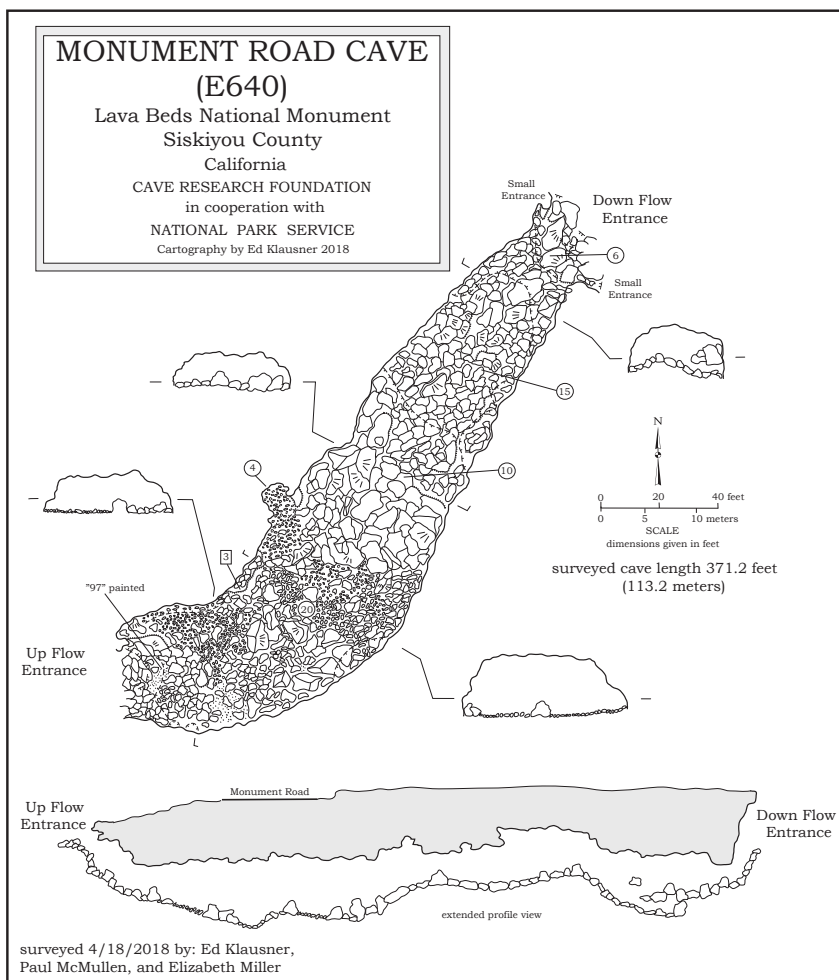 MONUMENT ROAD CAVE
(E640)
Lava Beds National Monument
Siskiyou County
California
CAVE RESEARCH FOUNDATION
in cooperation with
NATIONAL PARK SERVICE
Cartography by Ed Klausner 2018
Small
Entrance
Down Flow
Entrance
6
Small
Entrance
15
N
4
10
0 20 40 feet
0 5 10 meters
SCALE
dimensions given in feet
3
surveyed cave length 371.2 feet
(113.2 meters)
"97" painted
20
Up Flow
Entrance
Monument Road
Up Flow
Entrance
Down Flow
Entrance
extended profile view
surveyed 4/18/2018 by: Ed Klausner,
Paul McMullen, and Elizabeth Miller